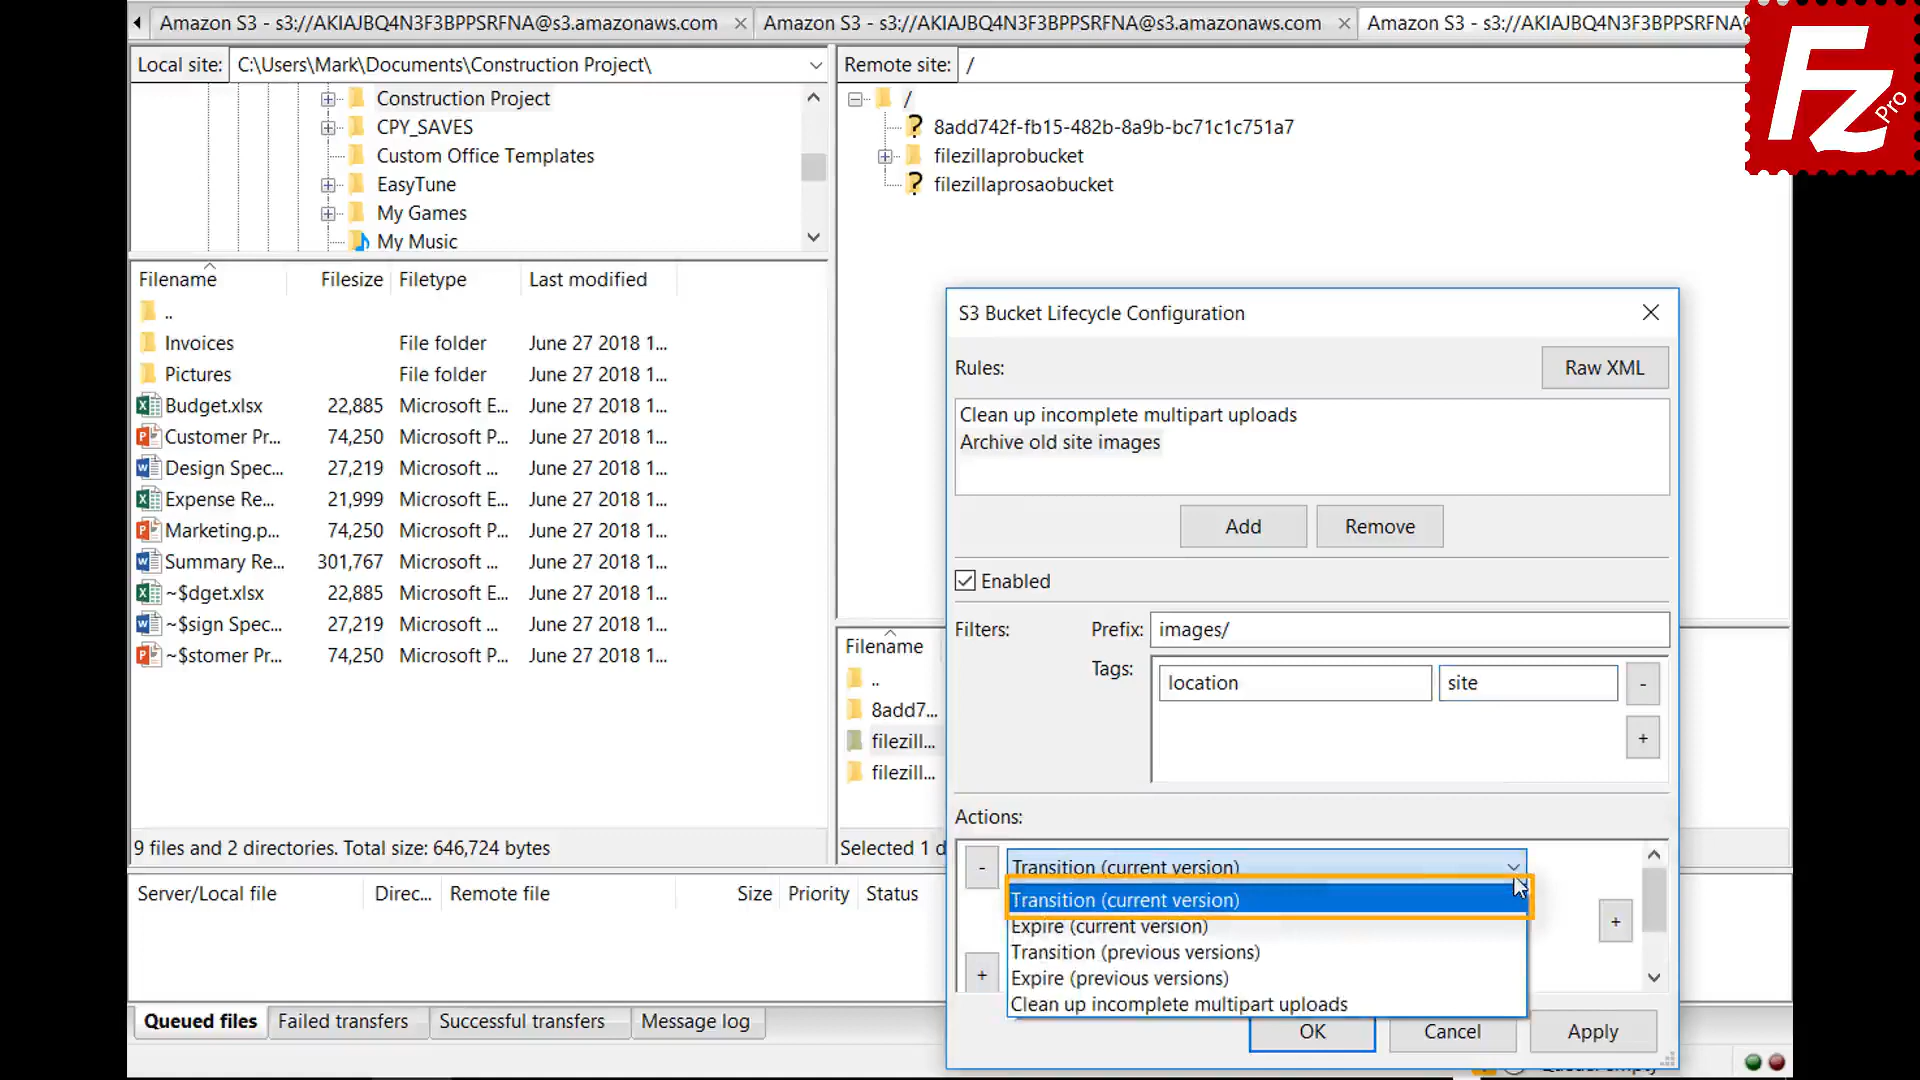 Amazon S3 - s3://AKIAJBQ4N3F3BPPSRFNA@s3.amazonaws.com
Amazon S3 - s3://AKIAJBQ4N3F3BPPSRFNA@s3.amazonaws.com
Amazon S3 - s3://AKIAJBQ4N3F3BPPSRFNA@
FZ Pro
Local site: C:\Users\Mark\Documents\Construction Project\
Construction Project
CPY_SAVES
Custom Office Templates
EasyTune
My Games
My Music
Remote site: /
/
8add742f-fb15-482b-8a9b-bc71c1c751a7
filezillaprobucket
filezillaprosaobucket
Filename Filesize Filetype Last modified
..
Invoices File folder June 27 2018 1...
Pictures File folder June 27 2018 1...
Budget.xlsx 22,885 Microsoft E... June 27 2018 1...
Customer Pr... 74,250 Microsoft P... June 27 2018 1...
Design Spec... 27,219 Microsoft ... June 27 2018 1...
Expense Re... 21,999 Microsoft E... June 27 2018 1...
Marketing.p... 74,250 Microsoft P... June 27 2018 1...
Summary Re... 301,767 Microsoft ... June 27 2018 1...
~$dget.xlsx 22,885 Microsoft E... June 27 2018 1...
~$sign Spec... 27,219 Microsoft ... June 27 2018 1...
~$stomer Pr... 74,250 Microsoft P... June 27 2018 1...
9 files and 2 directories. Total size: 646,724 bytes
Filename
..
8add7...
filezill...
filezill...
Selected 1 d
S3 Bucket Lifecycle Configuration
Rules:
Raw XML
Clean up incomplete multipart uploads
Archive old site images
Add
Remove
Enabled
Filters:
Prefix: images/
Tags: location site -
+
Actions:
- Transition (current version)
Transition (current version)
Expire (current version)
Transition (previous versions)
Expire (previous versions)
Clean up incomplete multipart uploads
+
+
OK
Cancel
Apply
Server/Local file Direc... Remote file Size Priority Status
Queued files
Failed transfers
Successful transfers
Message log